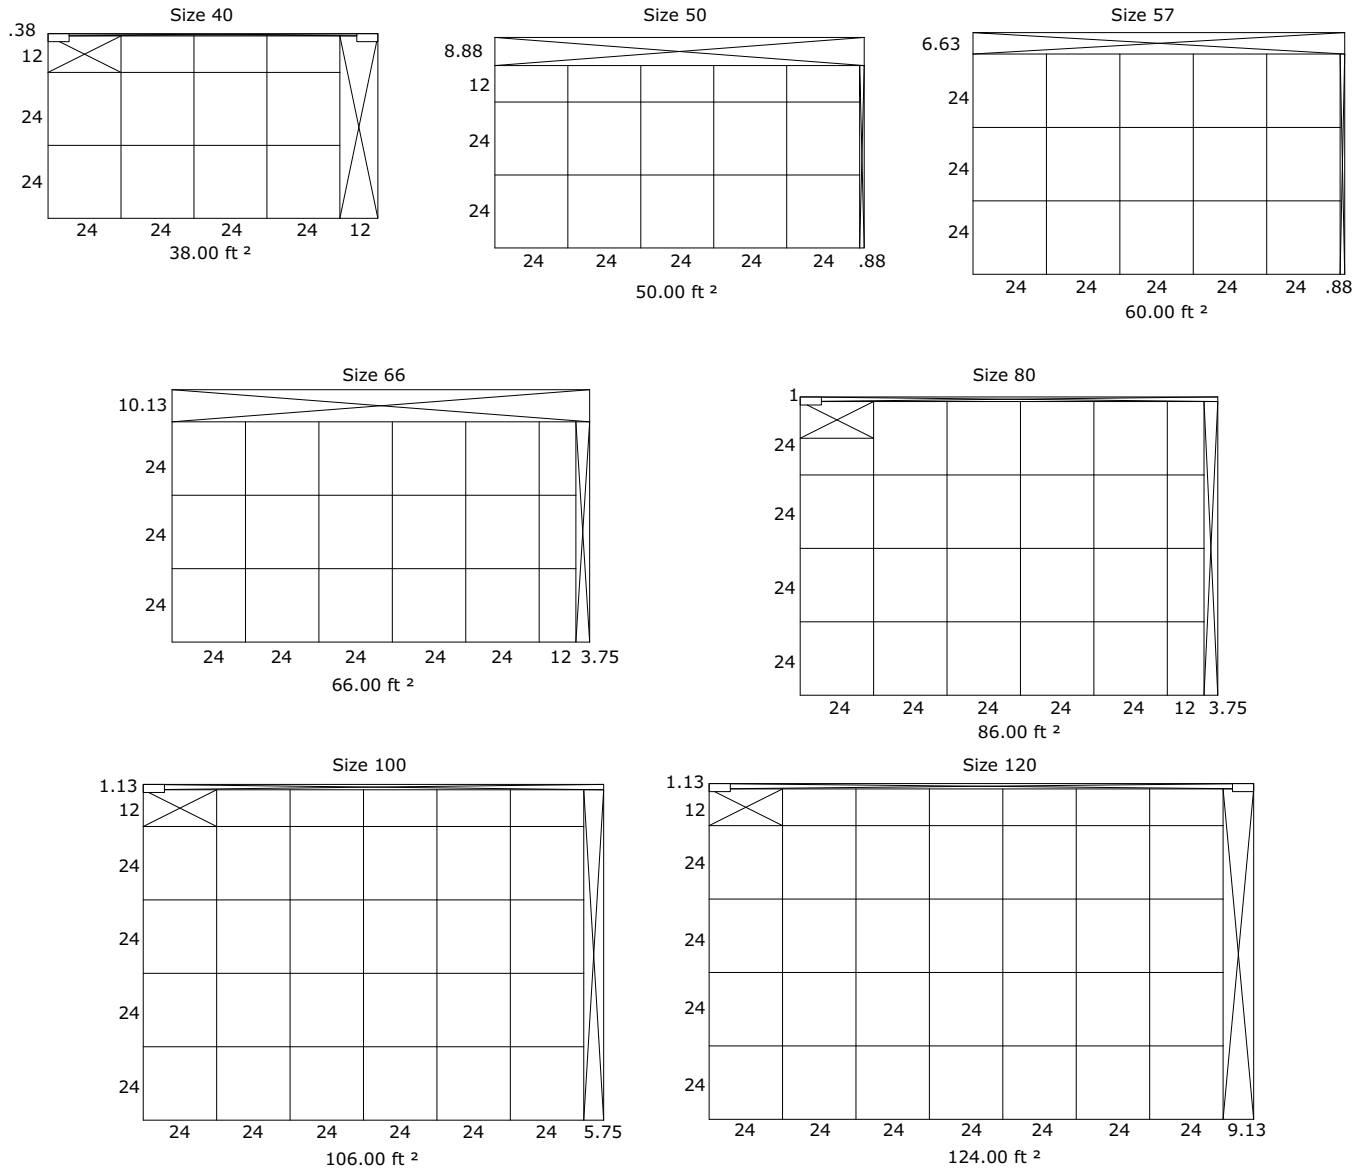 Size 40
.38
12
24
24
24 24 24 24 12
38.00 ft ²
Size 50
8.88
12
24
24
24 24 24 24 24 .88
50.00 ft ²
Size 57
6.63
24
24
24
24 24 24 24 24 .88
60.00 ft ²
Size 66
10.13
24
24
24
24 24 24 24 24 12 3.75
66.00 ft ²
Size 80
1
24
24
24
24
24 24 24 24 24 12 3.75
86.00 ft ²
Size 100
1.13
12
24
24
24
24
24 24 24 24 24 24 5.75
106.00 ft ²
Size 120
1.13
12
24
24
24
24
24 24 24 24 24 24 24 9.13
124.00 ft ²